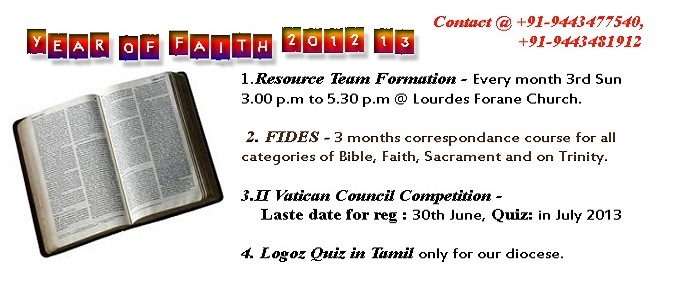 YEAR OF FAITH 2012 13
Contact @ +91-9443477540,
+91-9443481912
1.Resource Team Formation - Every month 3rd Sun
3.00 p.m to 5.30 p.m @ Lourdes Forane Church.
2. FIDES - 3 months correspondance course for all
categories of Bible, Faith, Sacrament and on Trinity.
3.II Vatican Council Competition -
Laste date for reg : 30th June, Quiz: in July 2013
4. Logoz Quiz in Tamil only for our diocese.